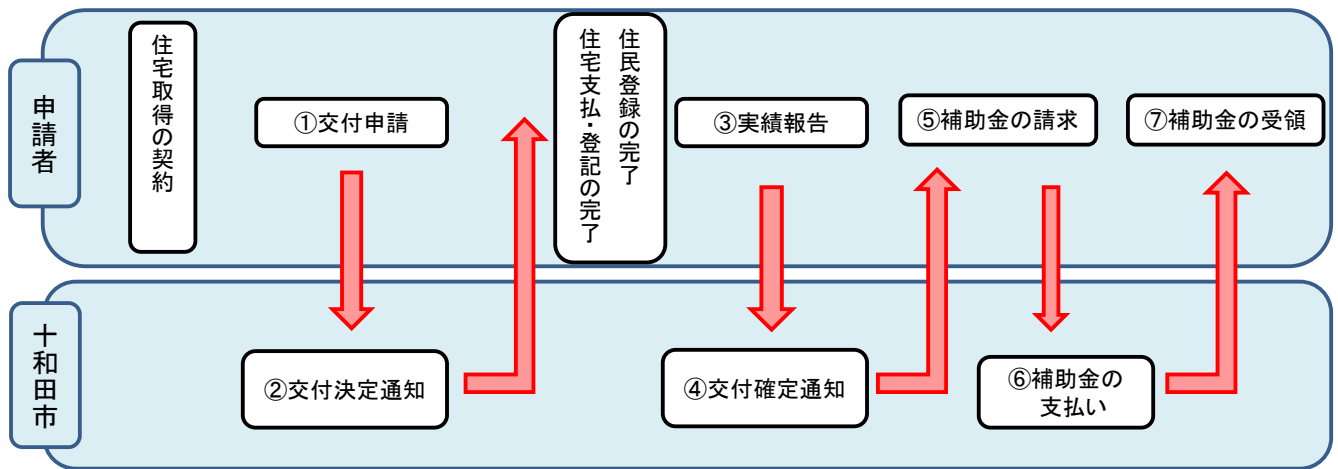 申請者
住宅取得の契約
①交付申請
住民登録の完了
住宅支払・登記の完了
③実績報告
⑤補助金の請求
⑦補助金の受領
十和田市
②交付決定通知
④交付確定通知
⑥補助金の
支払い